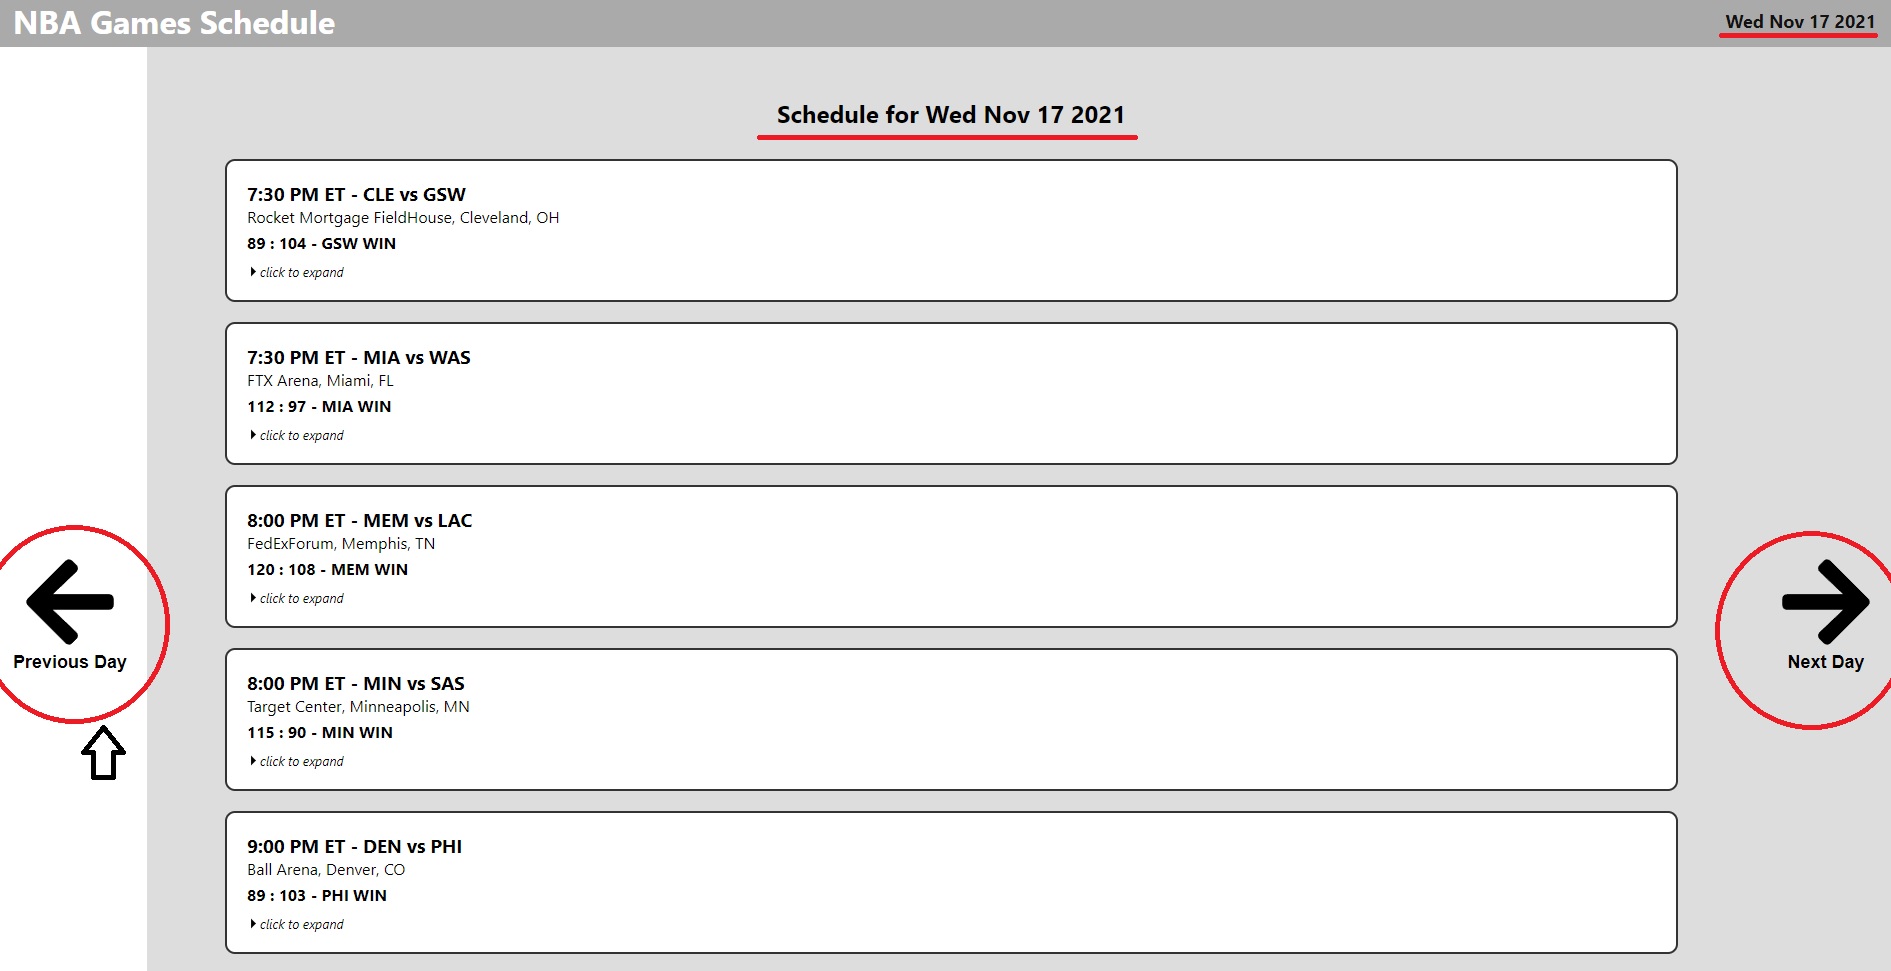 NBA Games Schedule
Wed Nov 17 2021
Schedule for Wed Nov 17 2021
7:30 PM ET - CLE vs GSW
Rocket Mortgage FieldHouse, Cleveland, OH
89 : 104 - GSW WIN
click to expand
7:30 PM ET - MIA vs WAS
FTX Arena, Miami, FL
112 : 97 - MIA WIN
click to expand
8:00 PM ET - MEM vs LAC
FedExForum, Memphis, TN
120 : 108 - MEM WIN
click to expand
Previous Day
Next Day
8:00 PM ET - MIN vs SAS
Target Center, Minneapolis, MN
115 : 90 - MIN WIN
click to expand
9:00 PM ET - DEN vs PHI
Ball Arena, Denver, CO
89 : 103 - PHI WIN
click to expand